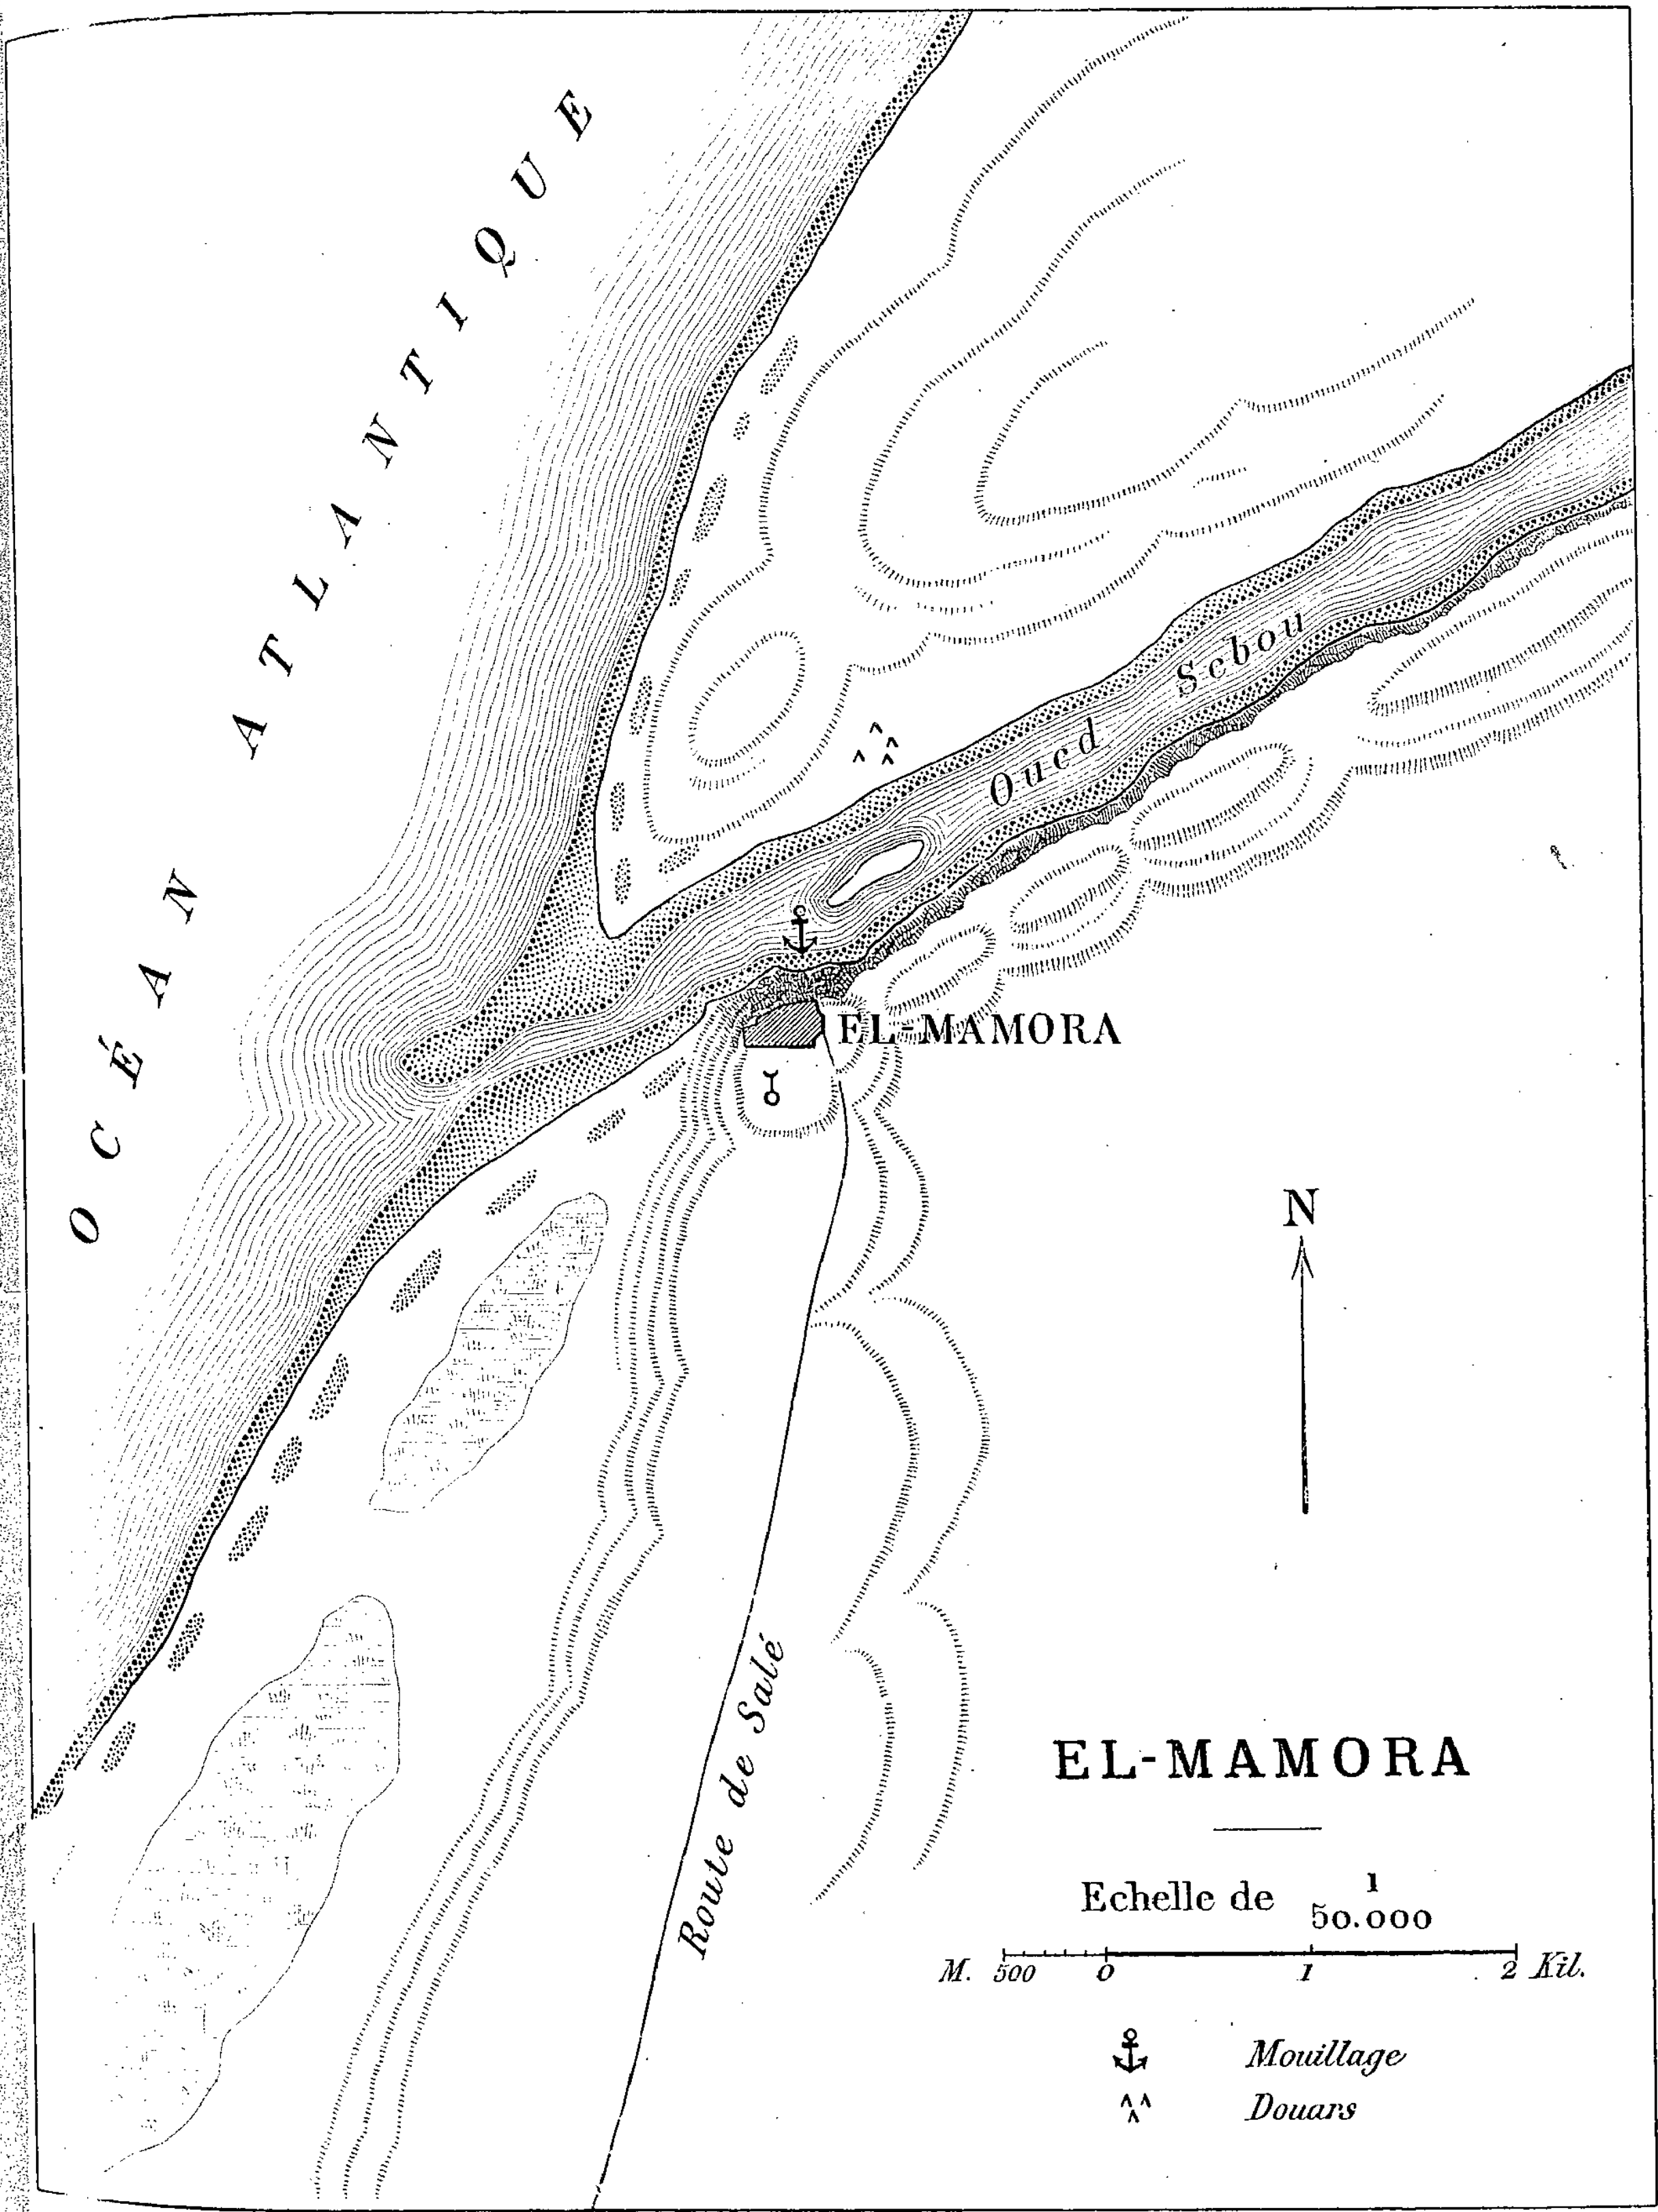 OCÉAN ATLANTIQUE
Oued Sebou
EL-MAMORA
N
Route de Salé
EL-MAMORA
Echelle de 1
50.000
M. 500 0 1 2 Kil.
Mouillage
Douars